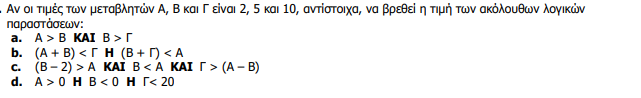 . Αν οι τιμές των μεταβλητών Α, Β και Γ είναι 2, 5 και 10, αντίστοιχα, να βρεθεί η τιμή των ακόλουθων λογικών
παραστάσεων:
a. Α > Β ΚΑΙ Β > Γ
b. (Α + Β) < Γ Η (Β + Γ) < Α
c. (Β – 2) > Α ΚΑΙ Β < Α ΚΑΙ Γ > (Α – Β)
d. Α > 0 Η Β < 0 Η Γ< 20